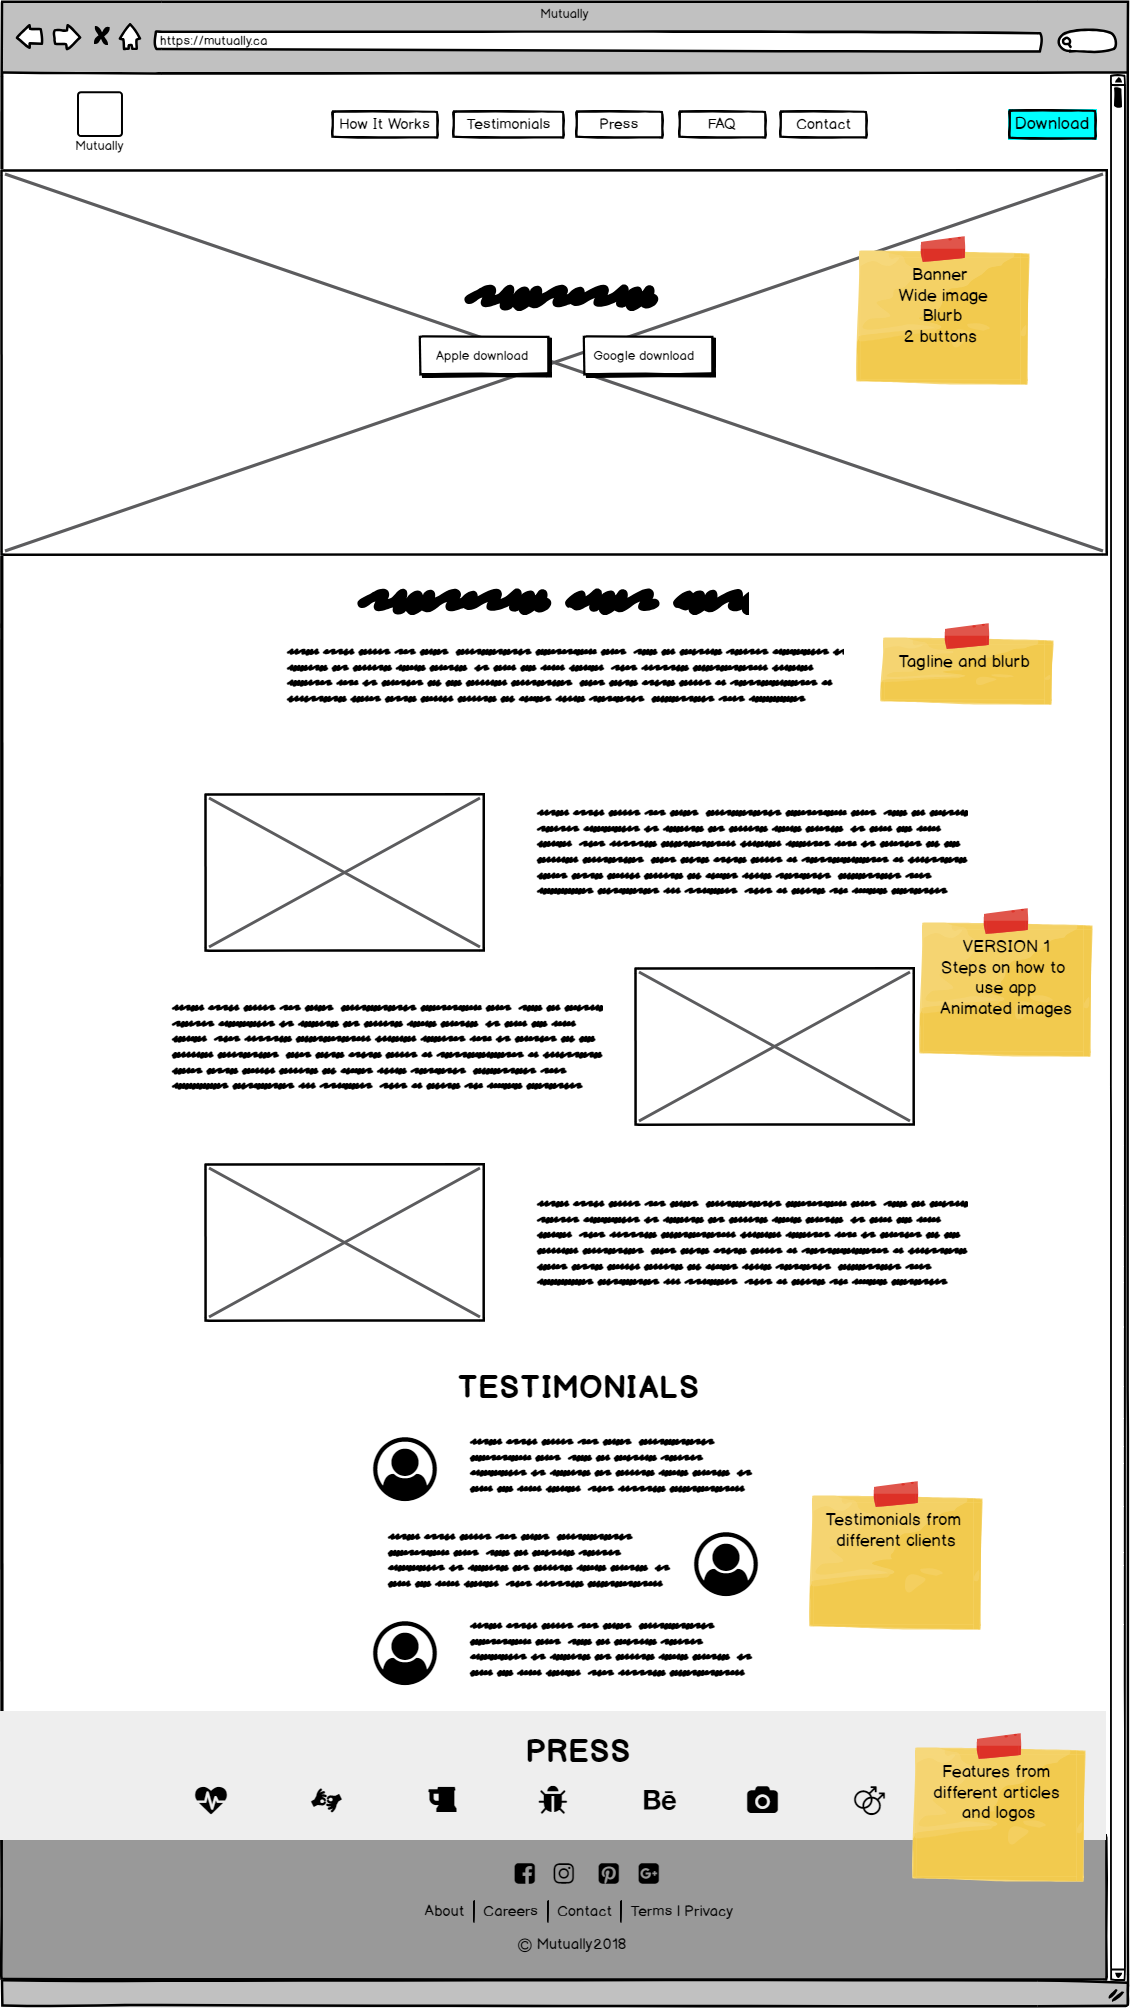 Mutually
https://mutually.ca
Mutually
How It Works
Testimonials
Press
FAQ
Contact
Download
Banner
Wide image
Blurb
2 buttons
Apple download
Google download
Tagline and blurb
VERSION 1
Steps on how to
use app
Animated images
TESTIMONIALS
Testimonials from
different clients
PRESS
Bē
Features from
different articles
and logos
About
Careers
Contact
Terms | Privacy
© Mutually2018